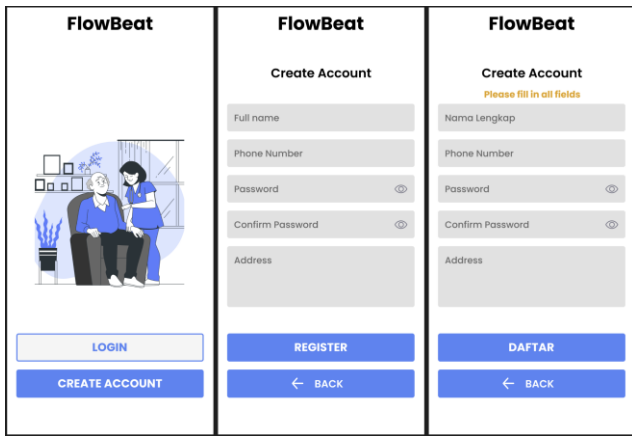 FlowBeat
LOGIN
CREATE ACCOUNT
FlowBeat
Create Account
Full name
Phone Number
Password
Confirm Password
Address
REGISTER
← BACK
FlowBeat
Create Account
Please fill in all fields
Nama Lengkap
Phone Number
Password
Confirm Password
Address
DAFTAR
← BACK